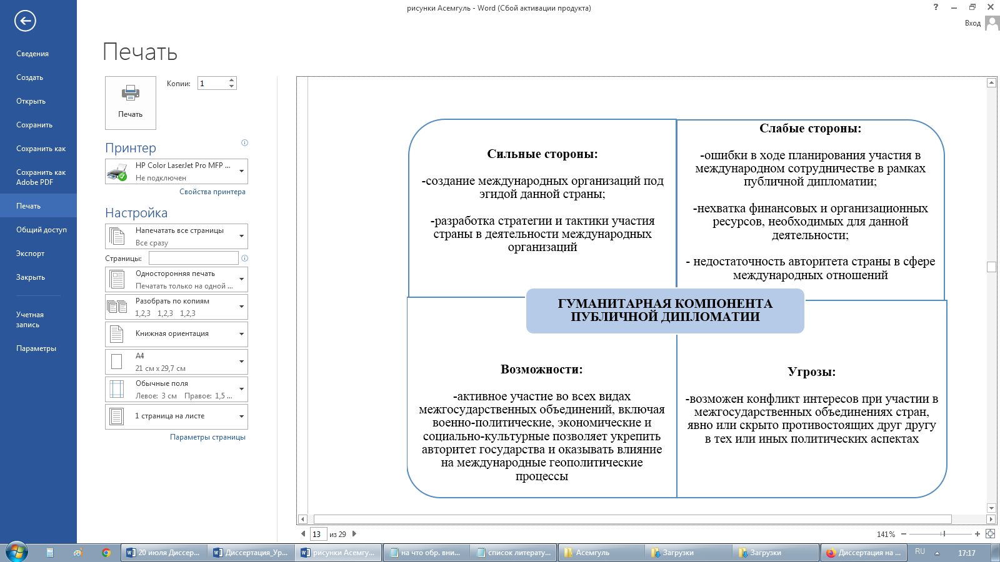 рисунки Асемгуль - Word (Сбой активации продукта)
Вход
Сведения
Создать
Открыть
Сохранить
Сохранить как
Сохранить как
Adobe PDF
Печать
Общий доступ
Экспорт
Закрыть
Учетная
запись
Параметры
Печать
Печать
Копии: 1
Принтер
HP Color LaserJet Pro MFP ...
Не подключен
Свойства принтера
Настройка
Напечатать все страницы
Все сразу
Страницы:
Односторонняя печать
Печатать только на одной ...
Разобрать по копиям
1,2,3 1,2,3 1,2,3
Книжная ориентация
А4
21 см x 29,7 см
Обычные поля
Левое: 3 см Правое: 1,5 ...
1 страница на листе
Параметры страницы
Сильные стороны:
-создание международных организаций под
эгидой данной страны;
-разработка стратегии и тактики участия
страны в деятельности международных
организаций
Слабые стороны:
-ошибки в ходе планирования участия в
международном сотрудничестве в рамках
публичной дипломатии;
-нехватка финансовых и организационных
ресурсов, необходимых для данной
деятельности;
- недостаточность авторитета страны в сфере
международных отношений
ГУМАНИТАРНАЯ КОМПОНЕНТА
ПУБЛИЧНОЙ ДИПЛОМАТИИ
Возможности:
-активное участие во всех видах
межгосударственных объединений, включая
военно-политические, экономические и
социально-культурные позволяет укрепить
авторитет государства и оказывать влияние
на международные геополитические
процессы
Угрозы:
-возможен конфликт интересов при участии в
межгосударственных объединениях стран,
явно или скрыто противостоящих друг другу
в тех или иных политических аспектах
13 из 29
141%
20 июля Диссер...
Диссертация_Ур...
рисунки Асемгу...
на что обр. вни...
список литерату...
Асемгуль
Загрузки
Загрузки
Диссертация на ...
RU
17:17